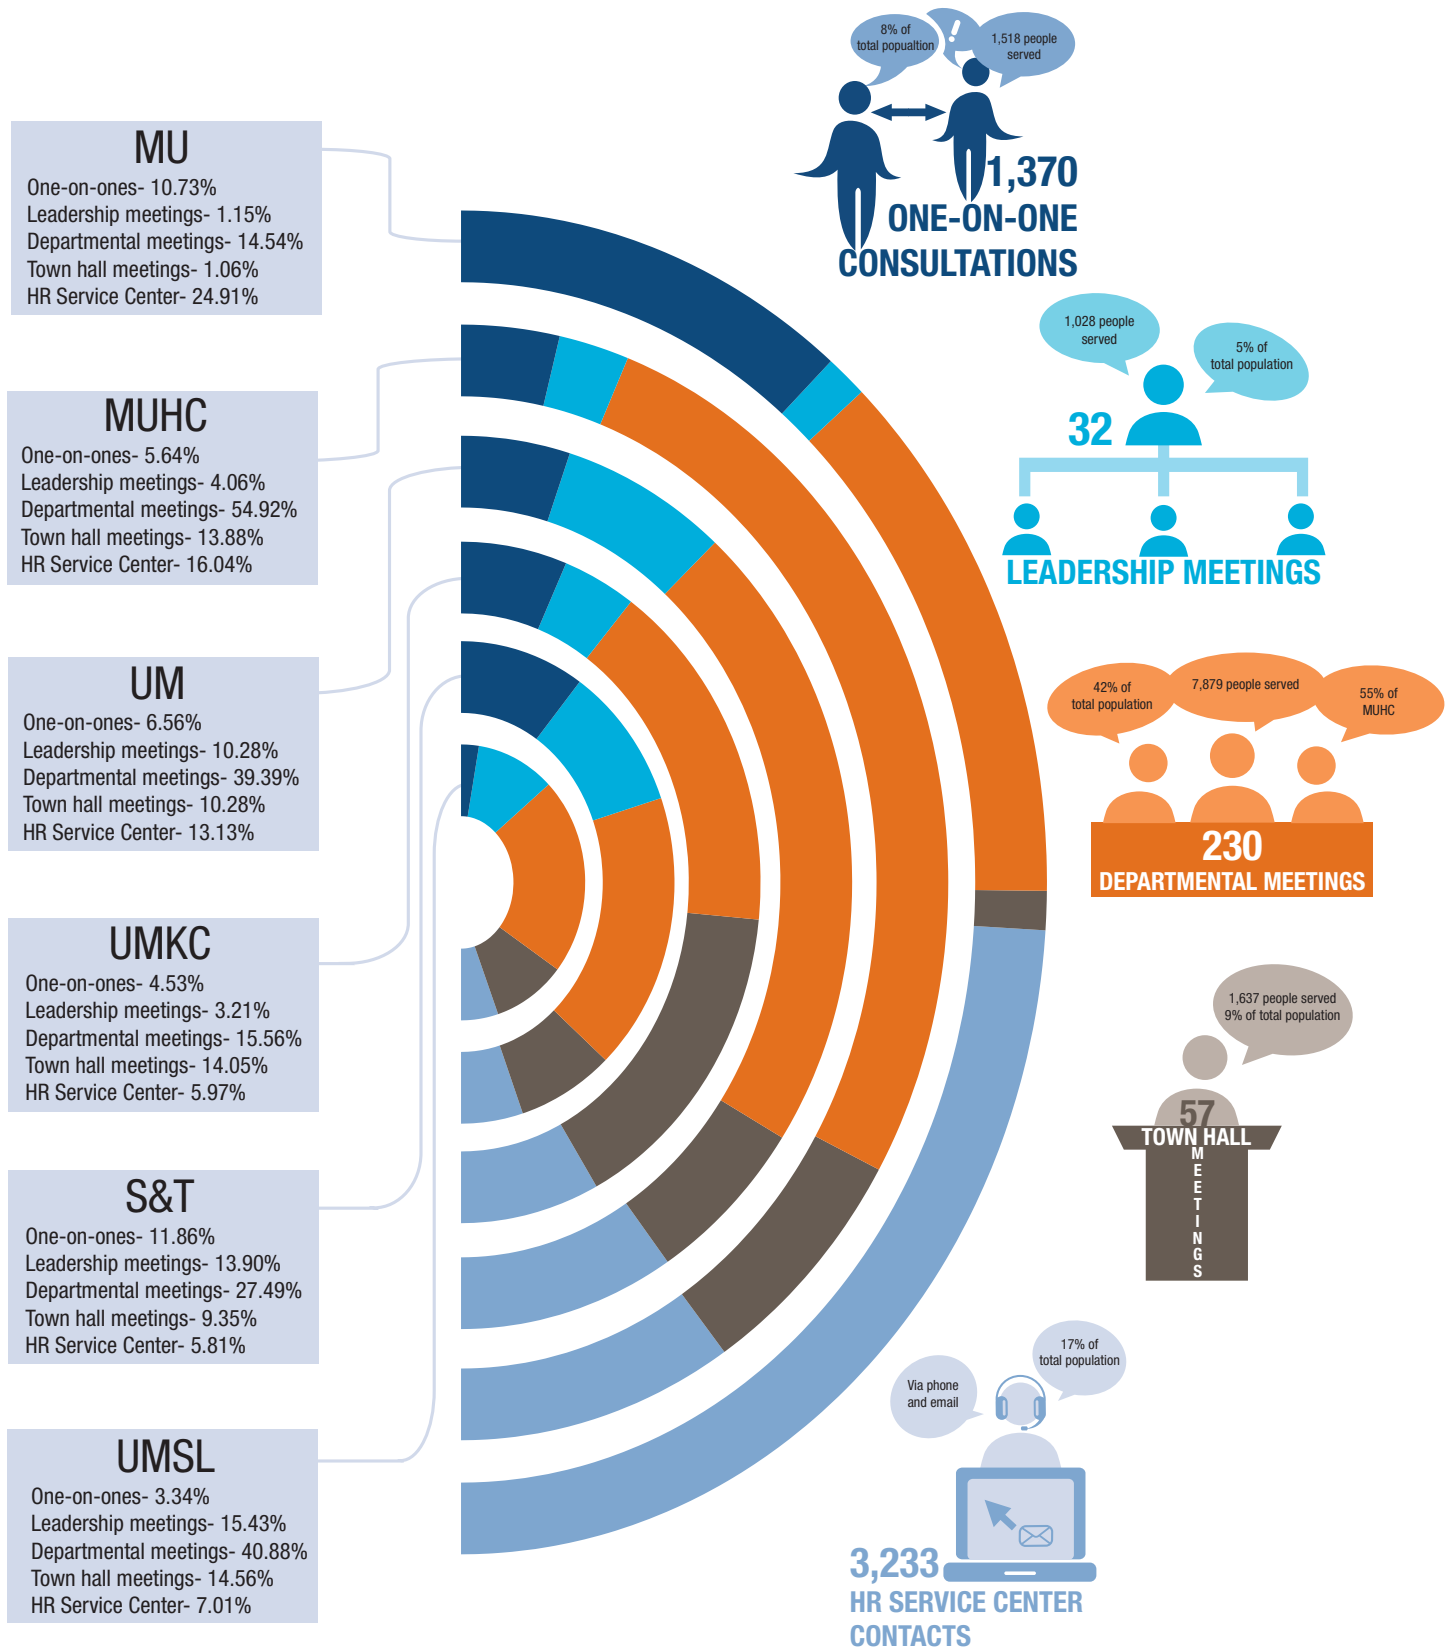 8% of
total popualtion
!
1,518 people
served
1,370
ONE-ON-ONE
CONSULTATIONS
MU
One-on-ones- 10.73%
Leadership meetings- 1.15%
Departmental meetings- 14.54%
Town hall meetings- 1.06%
HR Service Center- 24.91%
1,028 people
served
5% of
total population
32
LEADERSHIP MEETINGS
MUHC
One-on-ones- 5.64%
Leadership meetings- 4.06%
Departmental meetings- 54.92%
Town hall meetings- 13.88%
HR Service Center- 16.04%
UM
One-on-ones- 6.56%
Leadership meetings- 10.28%
Departmental meetings- 39.39%
Town hall meetings- 10.28%
HR Service Center- 13.13%
42% of
total population
7,879 people served
55% of
MUHC
230
DEPARTMENTAL MEETINGS
UMKC
One-on-ones- 4.53%
Leadership meetings- 3.21%
Departmental meetings- 15.56%
Town hall meetings- 14.05%
HR Service Center- 5.97%
1,637 people served
9% of total population
57
TOWN HALL
MEETINGS
S&T
One-on-ones- 11.86%
Leadership meetings- 13.90%
Departmental meetings- 27.49%
Town hall meetings- 9.35%
HR Service Center- 5.81%
17% of
total population
Via phone
and email
3,233
HR SERVICE CENTER
CONTACTS
UMSL
One-on-ones- 3.34%
Leadership meetings- 15.43%
Departmental meetings- 40.88%
Town hall meetings- 14.56%
HR Service Center- 7.01%